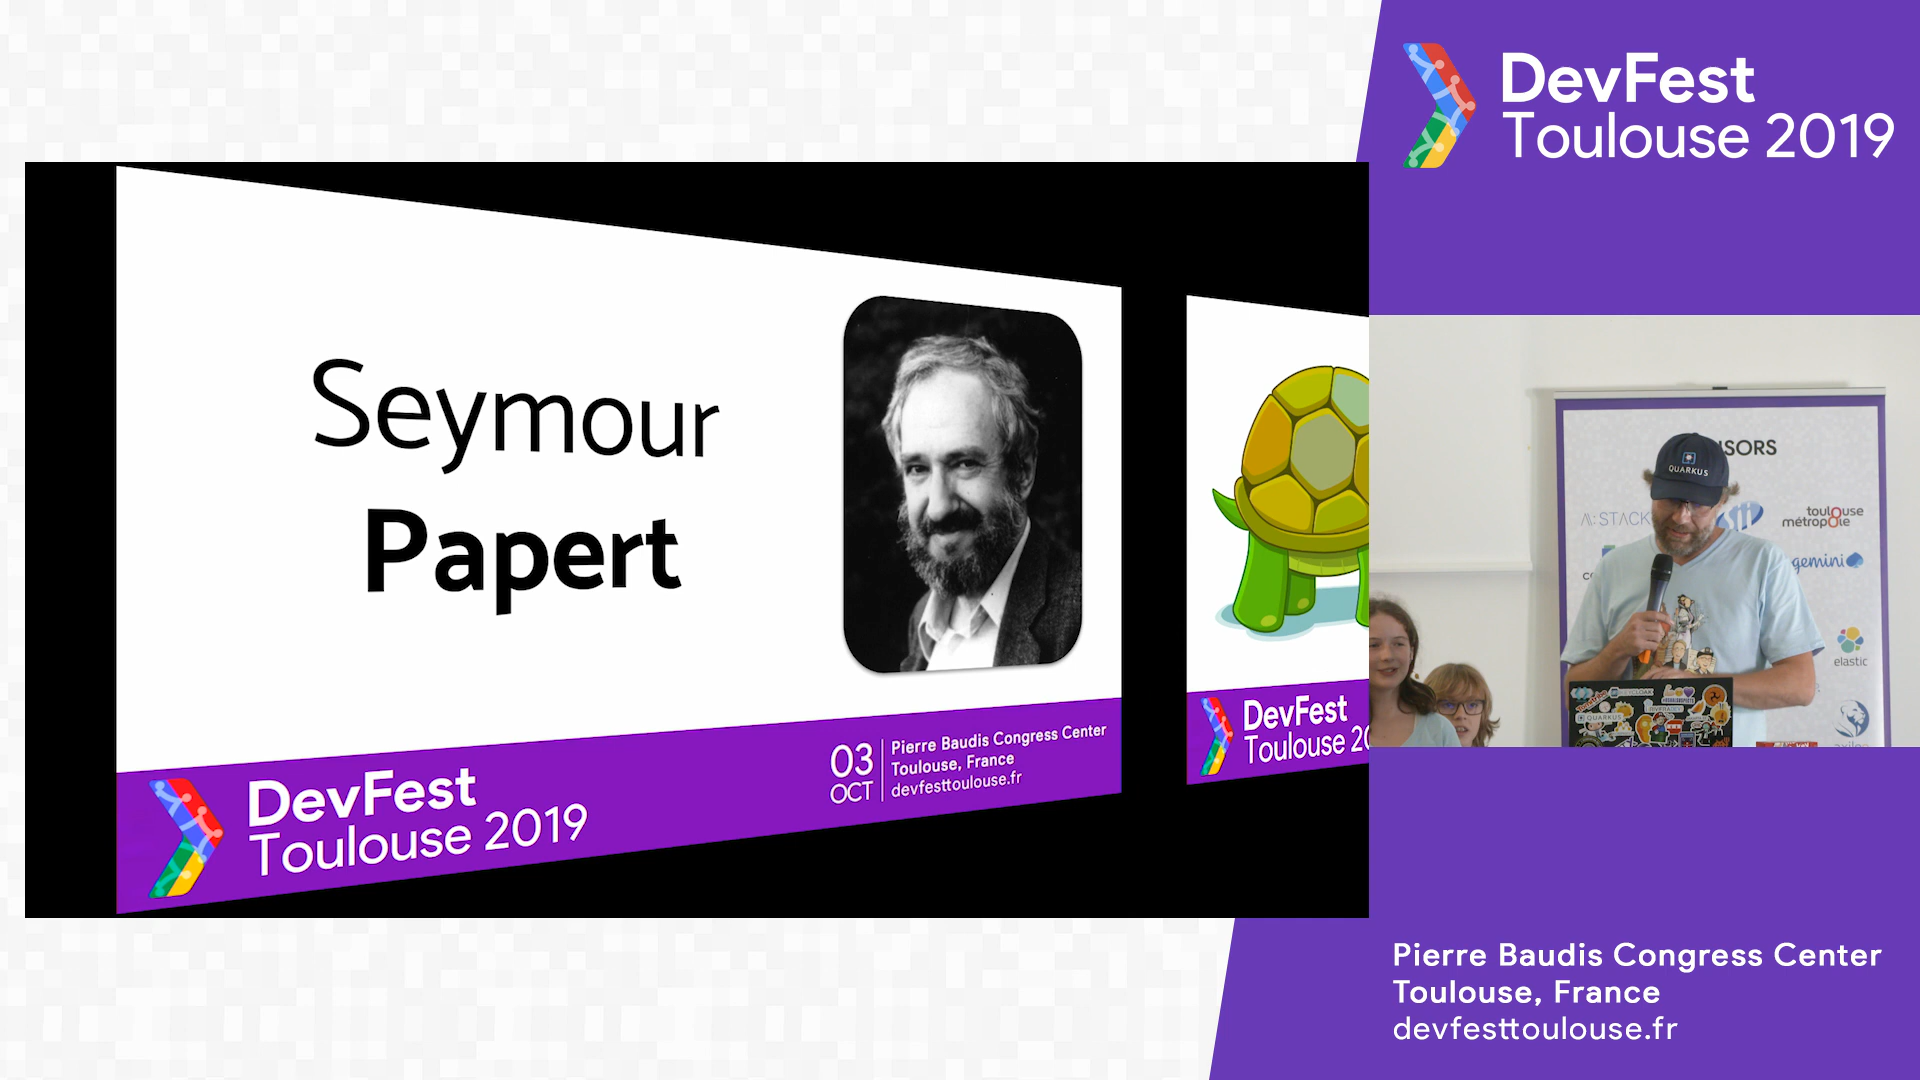 DevFest
Toulouse 2019
Seymour
Papert
DevFest
Toulouse 2019
03
OCT
Pierre Baudis Congress Center
Toulouse, France
devfesttoulouse.fr
DevFest
Toulouse 20
SORS
QUARKUS
toulouse
métropole
gemini
elastic
QUARKUS
Pierre Baudis Congress Center
Toulouse, France
devfesttoulouse.fr